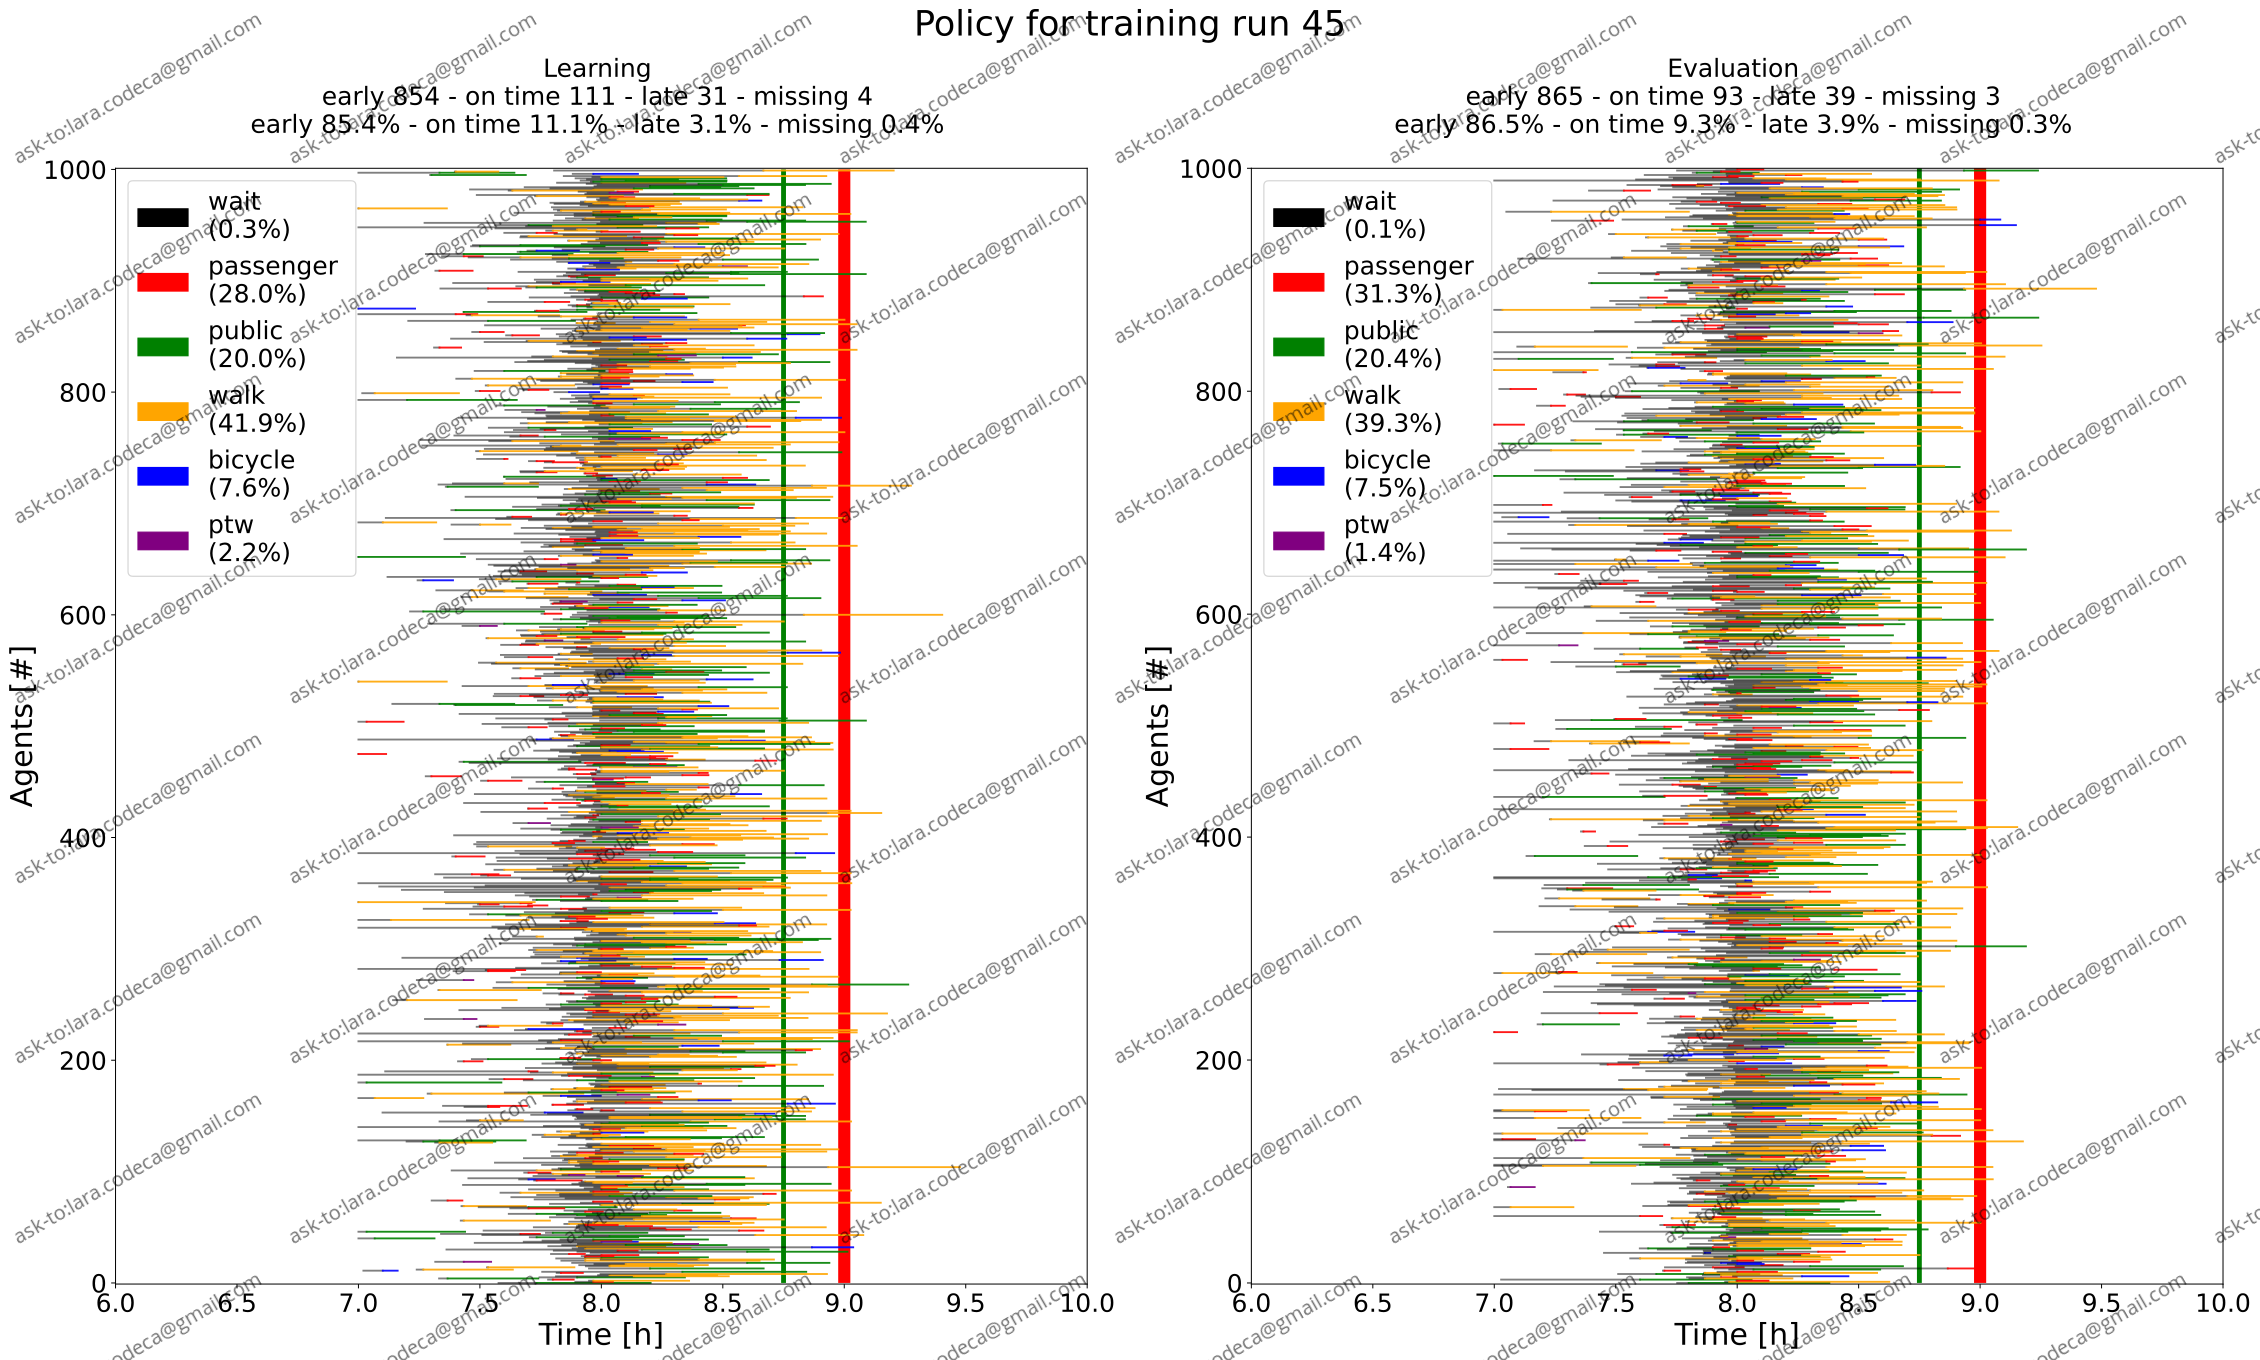 Policy for training run 45
Learning
early 854 - on time 111 - late 31 - missing 4
early 85.4% - on time 11.1% - late 3.1% - missing 0.4%
1000
800
600
400
200
0
Agents [#]
wait
(0.3%)
passenger
(28.0%)
public
(20.0%)
walk
(41.9%)
bicycle
(7.6%)
ptw
(2.2%)
6.0 6.5 7.0 7.5 8.0 8.5 9.0 9.5 10.0
Time [h]
Evaluation
early 865 - on time 93 - late 39 - missing 3
early 86.5% - on time 9.3% - late 3.9% - missing 0.3%
1000
800
600
400
200
0
Agents [#]
wait
(0.1%)
passenger
(31.3%)
public
(20.4%)
walk
(39.3%)
bicycle
(7.5%)
ptw
(1.4%)
6.0 6.5 7.0 7.5 8.0 8.5 9.0 9.5 10.0
Time [h]
ask-to:lara.codeca@gmail.com